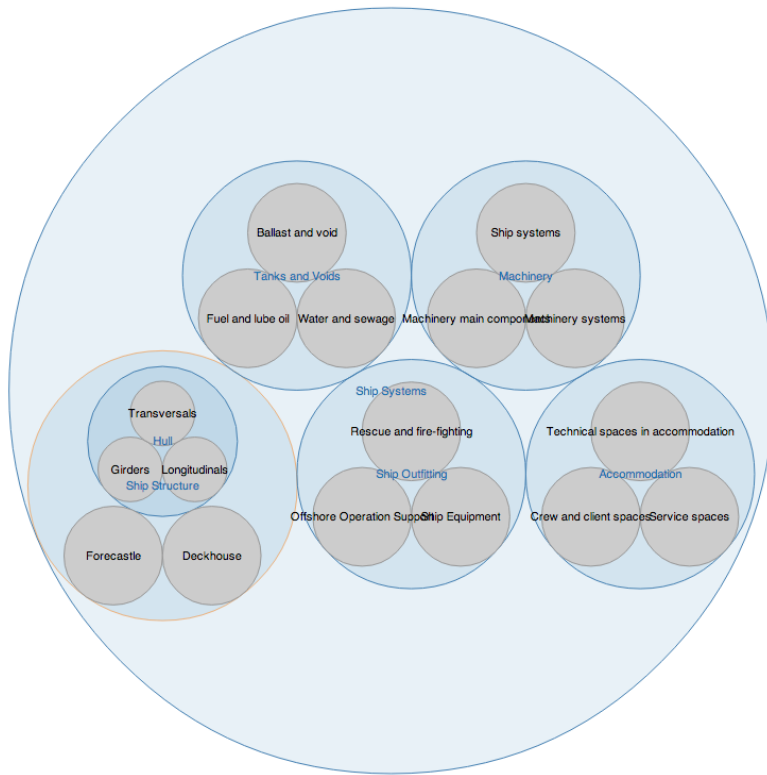 Ballast and void
Ship systems
Tanks and Voids
Machinery
Fuel and lube oil
Water and sewage
Machinery main components
Machinery systems
Ship Systems
Transversals
Rescue and fire-fighting
Technical spaces in accommodation
Hull
Girders
Longitudinals
Ship Outfitting
Accommodation
Ship Structure
Offshore Operation Support
Ship Equipment
Crew and client spaces
Service spaces
Forecastle
Deckhouse